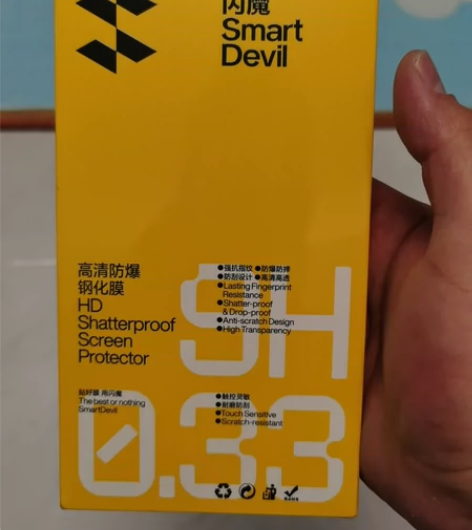 闪魔
Smart
Devil
高清防爆
钢化膜
HD
Shatterproof
Screen
Protector
9H
●强抗指纹 ●防爆防摔
●防刮设计 ●高清高透
●Lasting Fingerprint
Resistance
●Shatter-proof
& Drop-proof
●Anti-scratch Design
●High Transparency
贴好膜 用闪魔
The best or nothing
SmartDevil
●触控灵敏
●耐磨防刮
●Touch Sensitive
●Scratch-resistant
0.33